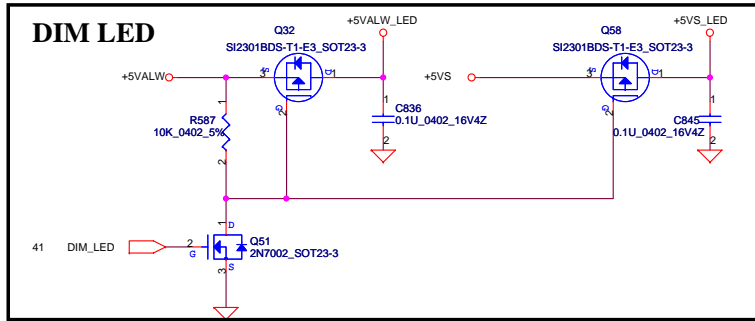 DIM LED
Q32
SI2301BDS-T1-E3_SOT23-3
+5VALW_LED
Q58
SI2301BDS-T1-E3_SOT23-3
+5VS_LED
+5VALW
3
S
D
1
G
2
+5VS
3
S
D
1
G
2
1
R587
10K_0402_5%
2
1
C836
0.1U_0402_16V4Z
2
1
C845
0.1U_0402_16V4Z
2
41
DIM_LED
2
G
1
D
Q51
2N7002_SOT23-3
S
3